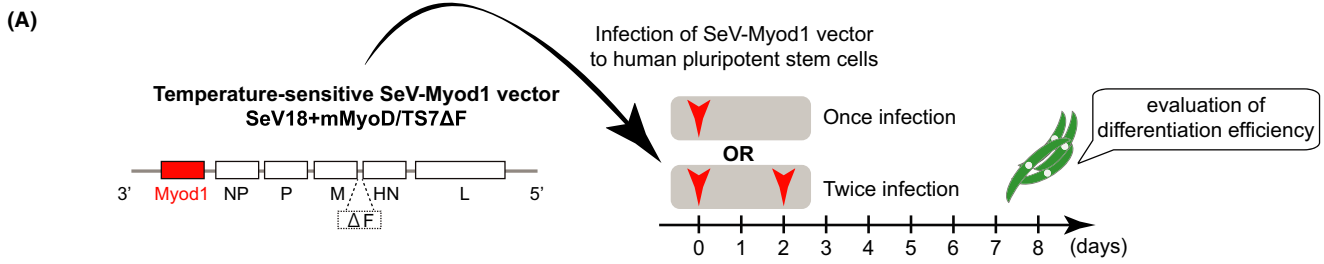 (A)
Infection of SeV-Myod1 vector
to human pluripotent stem cells
Temperature-sensitive SeV-Myod1 vector
SeV18+mMyoD/TS7ΔF
3’ Myod1 NP P M HN L 5’
ΔF
Once infection
OR
Twice infection
evaluation of
differentiation efficiency
0 1 2 3 4 5 6 7 8 (days)